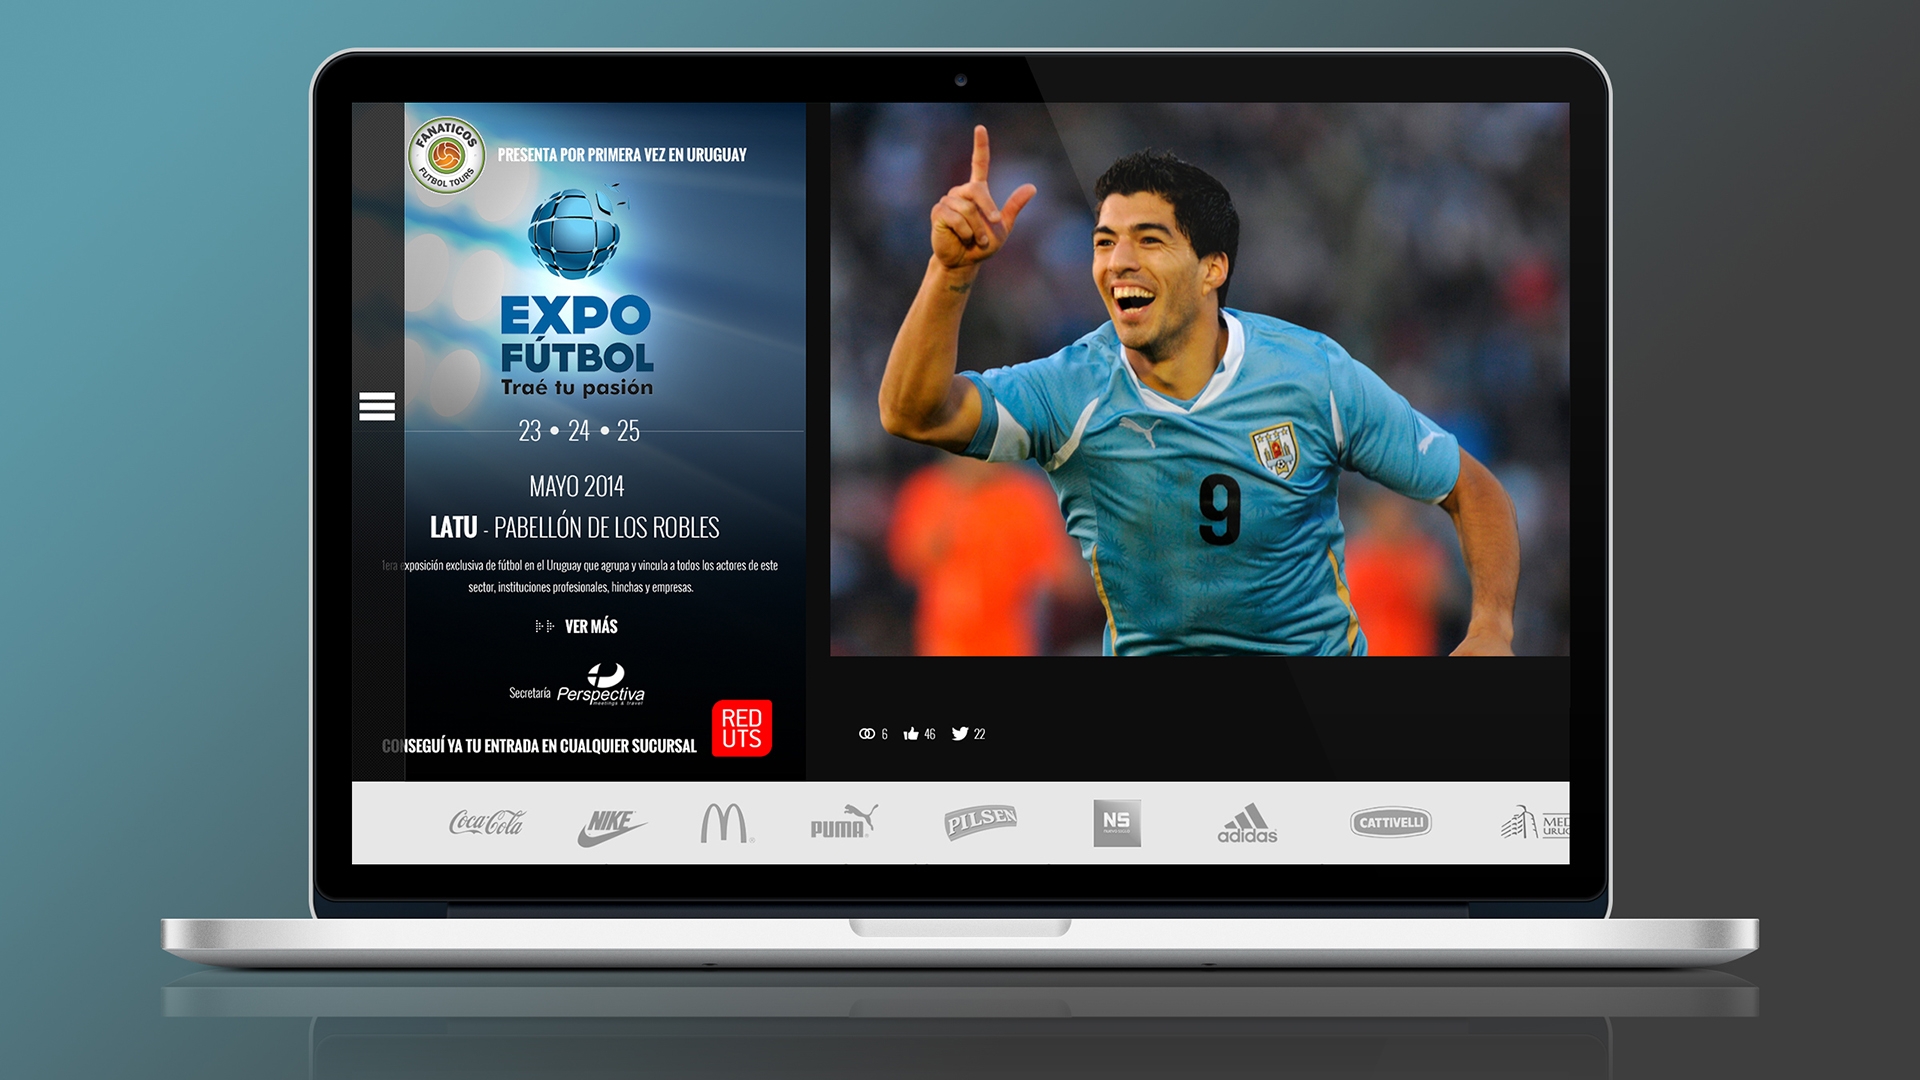 FANATICOS
FUTBOL TOURS
PRESENTA POR PRIMERA VEZ EN URUGUAY
EXPO
FÚTBOL
Traé tu pasión
23 • 24 • 25
MAYO 2014
LATU - PABELLÓN DE LOS ROBLES
1era exposición exclusiva de fútbol en el Uruguay que agrupa y vincula a todos los actores de este
sector, instituciones profesionales, hinchas y empresas.
VER MÁS
Secretaría Perspectiva
meetings & travel
CONSEGUÍ YA TU ENTRADA EN CUALQUIER SUCURSAL
RED
UTS
9
6 46 22
Coca-Cola
NIKE
PUMA
PILSEN
NS
adidas
CATTIVELLI